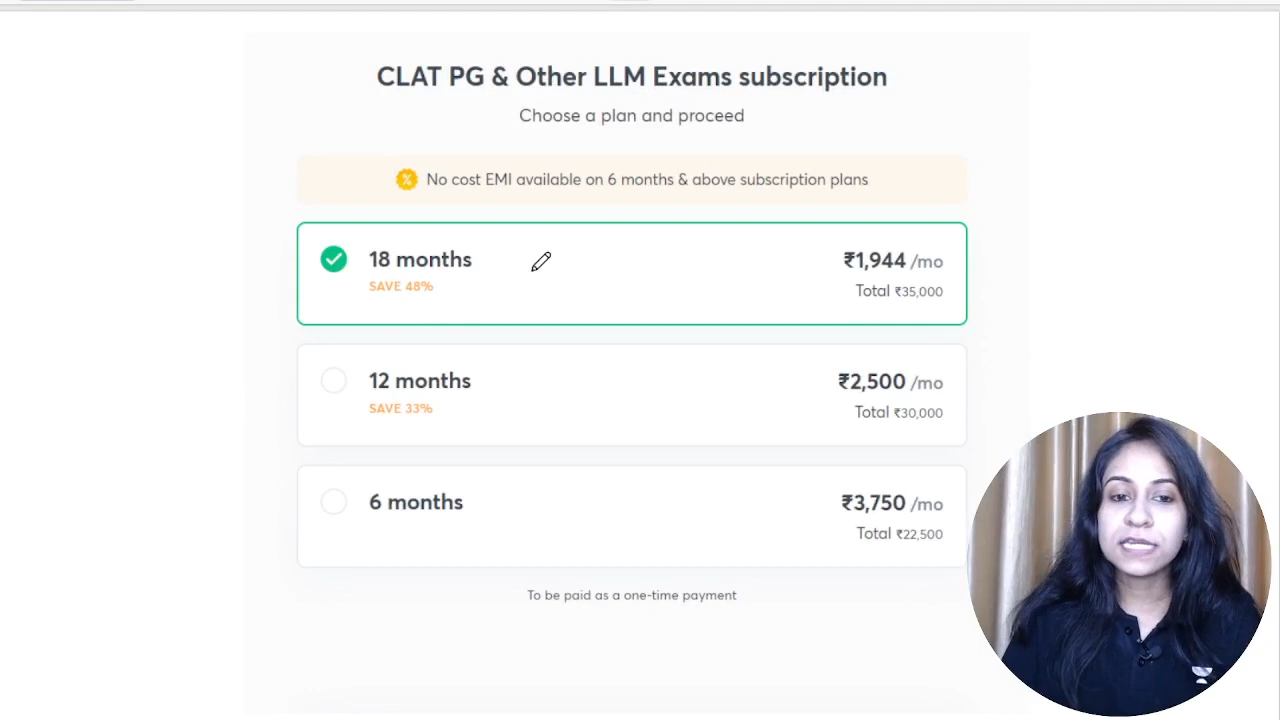 CLAT PG & Other LLM Exams subscription
Choose a plan and proceed
No cost EMI available on 6 months & above subscription plans
18 months
SAVE 48%
₹1,944 /mo
Total ₹35,000
12 months
SAVE 33%
₹2,500 /mo
Total ₹30,000
6 months
₹3,750 /mo
Total ₹22,500
To be paid as a one-time payment